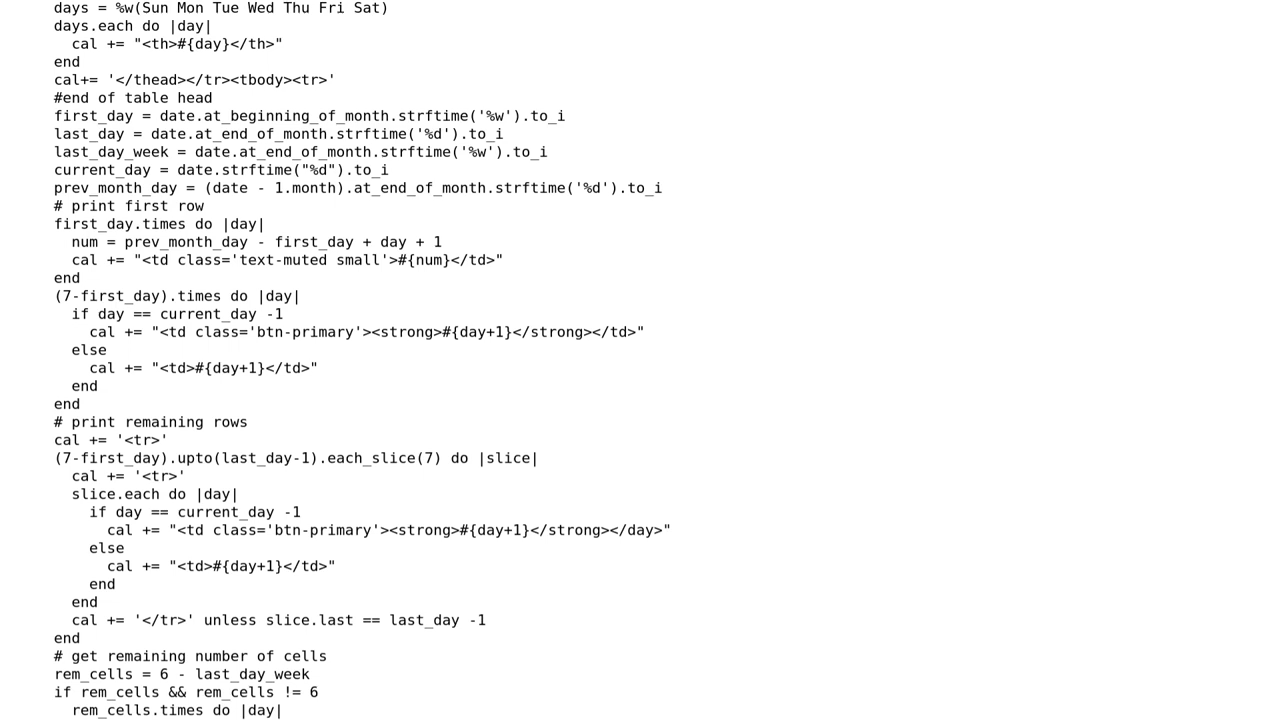 days = %w(Sun Mon Tue Wed Thu Fri Sat)
days.each do |day|
  cal += "<th>#{day}</th>"
end
cal+= '</thead></tr><tbody><tr>'
#end of table head
first_day = date.at_beginning_of_month.strftime('%w').to_i
last_day = date.at_end_of_month.strftime('%d').to_i
last_day_week = date.at_end_of_month.strftime('%w').to_i
current_day = date.strftime("%d").to_i
prev_month_day = (date - 1.month).at_end_of_month.strftime('%d').to_i
# print first row
first_day.times do |day|
  num = prev_month_day - first_day + day + 1
  cal += "<td class='text-muted small'>#{num}</td>"
end
(7-first_day).times do |day|
  if day == current_day -1
    cal += "<td class='btn-primary'><strong>#{day+1}</strong></td>"
  else
    cal += "<td>#{day+1}</td>"
  end
end
# print remaining rows
cal += '<tr>'
(7-first_day).upto(last_day-1).each_slice(7) do |slice|
  cal += '<tr>'
  slice.each do |day|
    if day == current_day -1
      cal += "<td class='btn-primary'><strong>#{day+1}</strong></day>"
    else
      cal += "<td>#{day+1}</td>"
    end
  end
  cal += '</tr>' unless slice.last == last_day -1
end
# get remaining number of cells
rem_cells = 6 - last_day_week
if rem_cells && rem_cells != 6
  rem_cells.times do |day|